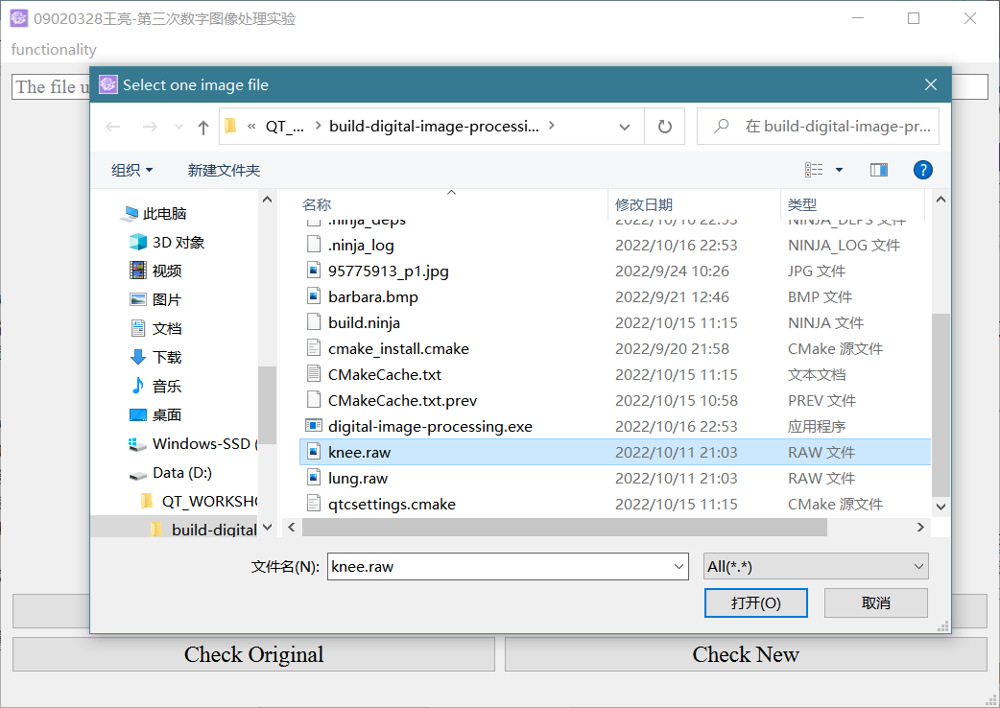 09020328王亮-第三次数字图像处理实验
functionality
The file u
Select one image file
« QT_... › build-digital-image-processi... ›
在 build-digital-image-pr...
组织
新建文件夹
此电脑
3D 对象
视频
图片
文档
下载
音乐
桌面
Windows-SSD (
Data (D:)
QT_WORKSHO
build-digital
名称 修改日期 类型
.ninja_deps 2022/10/16 22:53 NINJA_DEPS 文件
.ninja_log 2022/10/16 22:53 NINJA_LOG 文件
95775913_p1.jpg 2022/9/24 10:26 JPG 文件
barbara.bmp 2022/9/21 12:46 BMP 文件
build.ninja 2022/10/15 11:15 NINJA 文件
cmake_install.cmake 2022/9/20 21:58 CMake 源文件
CMakeCache.txt 2022/10/15 11:15 文本文档
CMakeCache.txt.prev 2022/10/15 10:58 PREV 文件
digital-image-processing.exe 2022/10/16 22:53 应用程序
knee.raw 2022/10/11 21:03 RAW 文件
lung.raw 2022/10/11 21:03 RAW 文件
qtcsettings.cmake 2022/10/15 11:15 CMake 源文件
文件名(N): knee.raw All(*.*)
打开(O) 取消
Check Original Check New